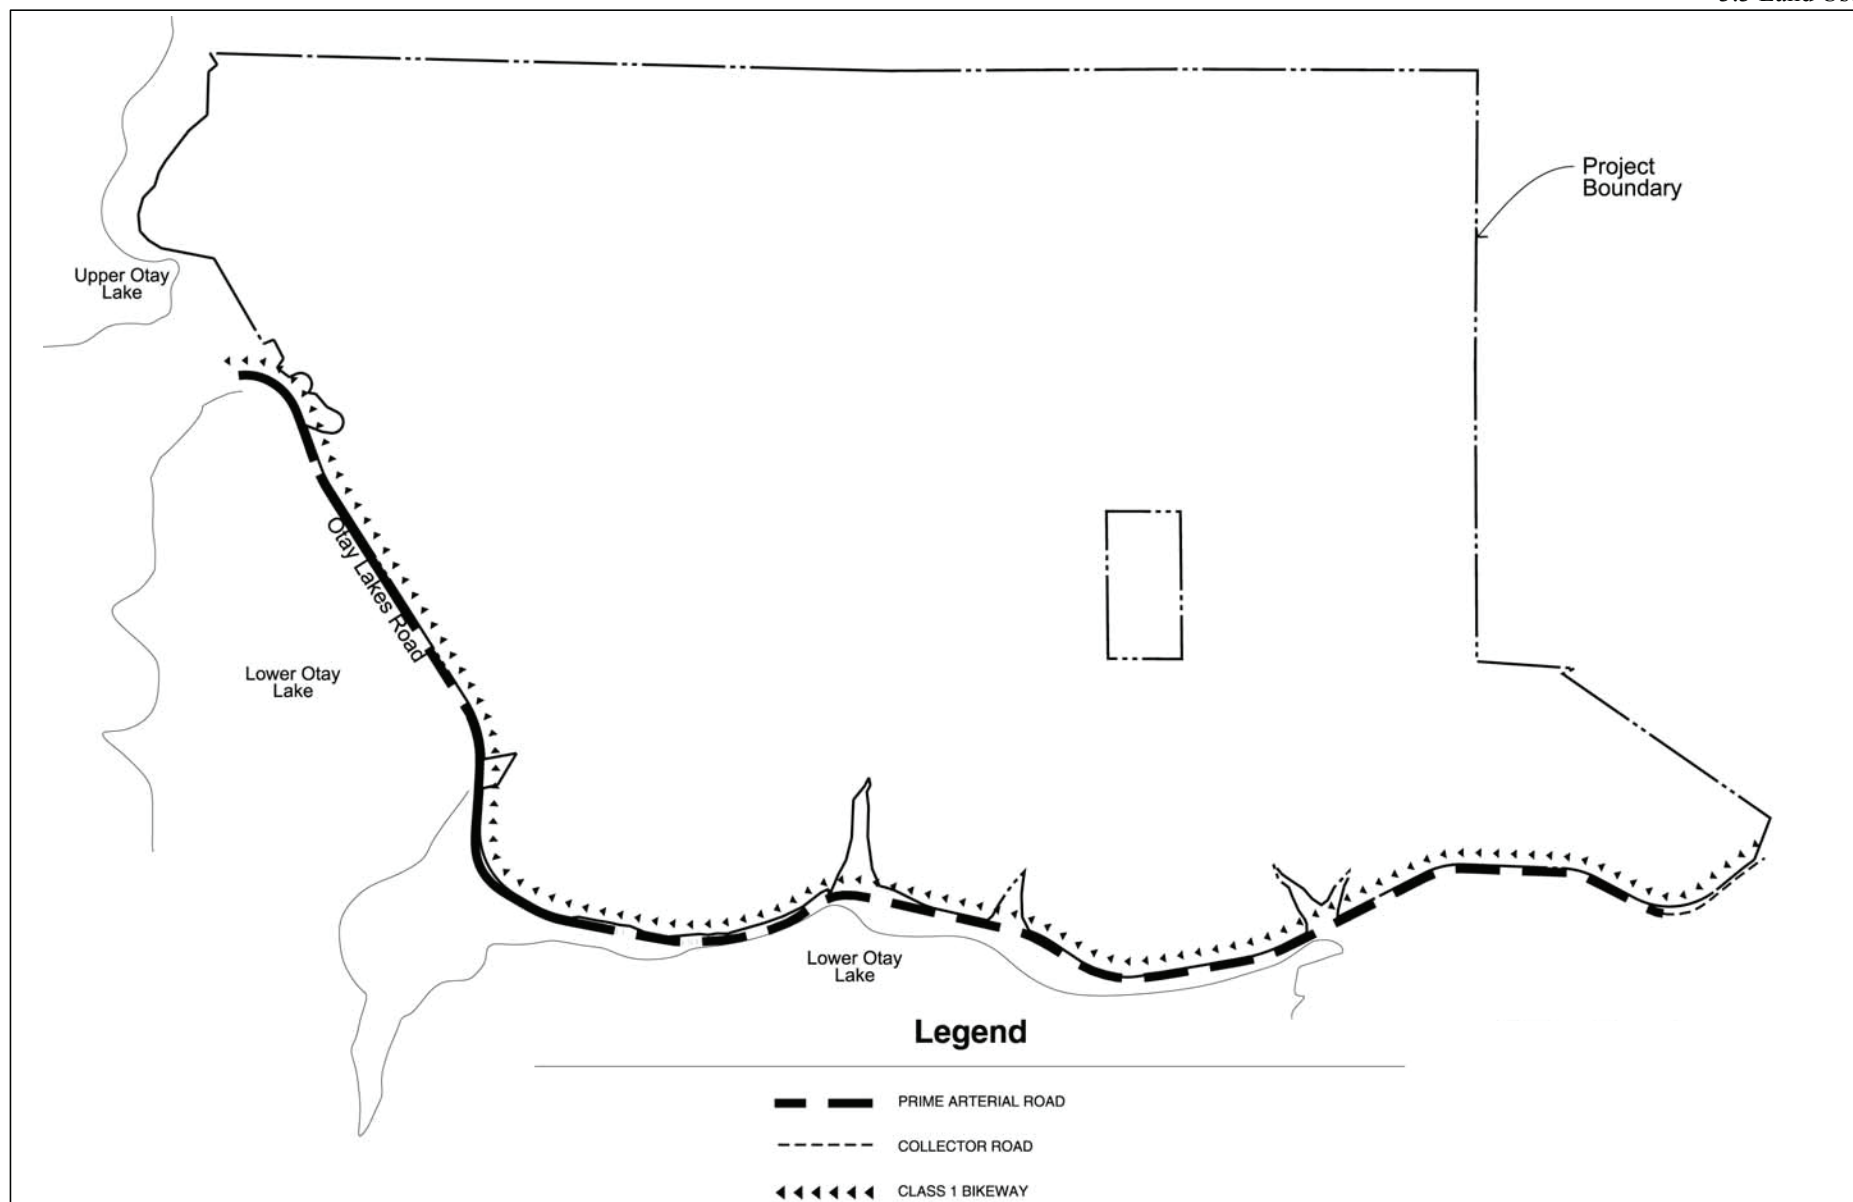 Project
Boundary
Upper Otay
Lake
Otay Lakes Road
Lower Otay
Lake
Lower Otay
Lake
Legend
PRIME ARTERIAL ROAD
COLLECTOR ROAD
CLASS 1 BIKEWAY